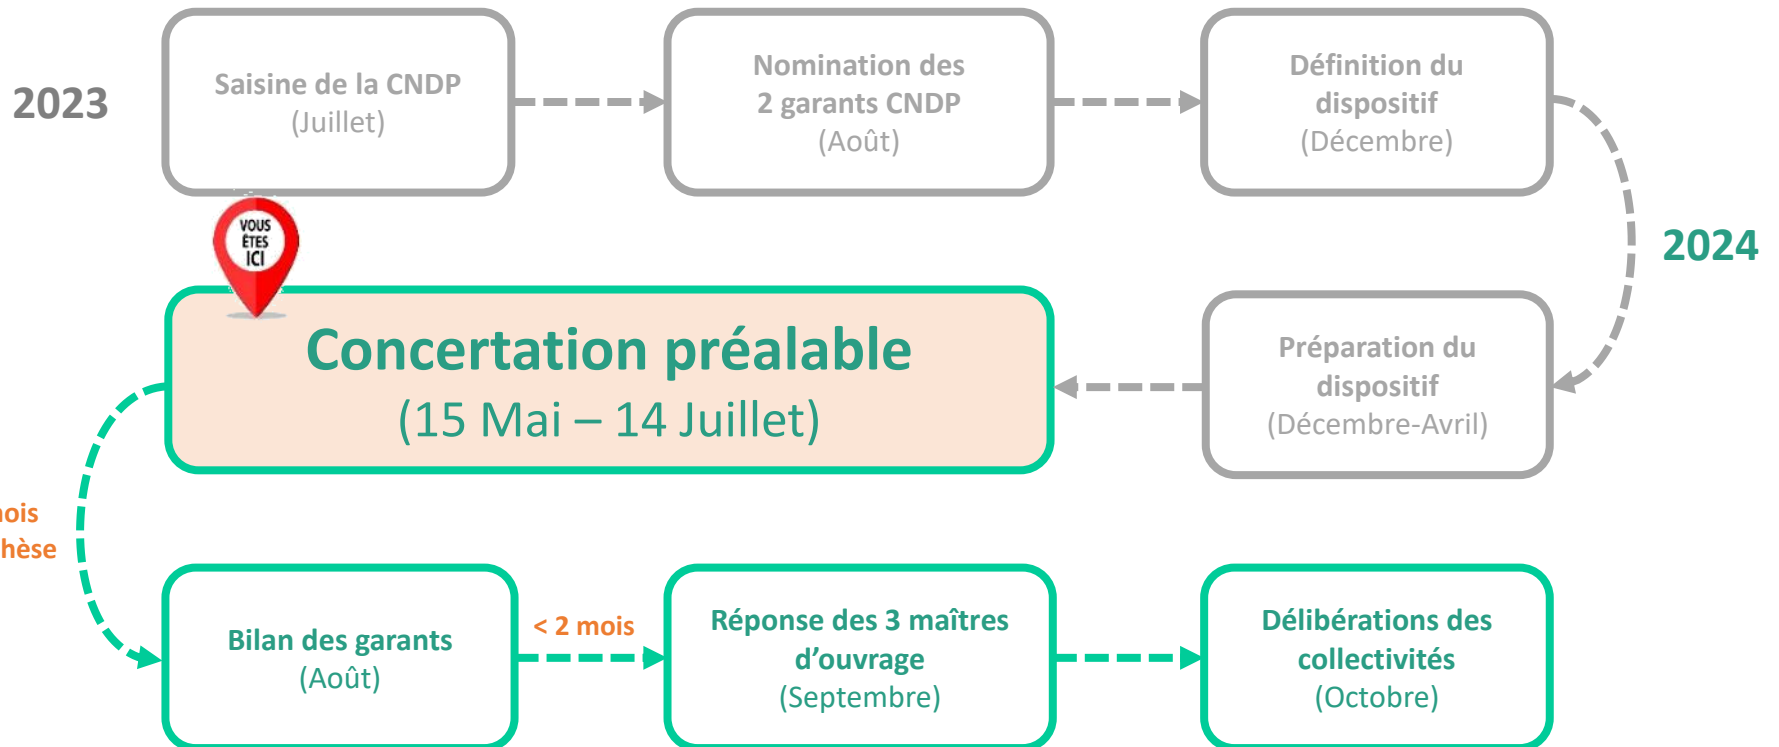 2023
Saisine de la CNDP
(Juillet)
Nomination des
2 garants CNDP
(Août)
Définition du
dispositif
(Décembre)
2024
VOUS
ÊTES
ICI
Concertation préalable
(15 Mai – 14 Juillet)
Préparation du
dispositif
(Décembre-Avril)
Bilan des garants
(Août)
< 2 mois
Réponse des 3 maîtres
d’ouvrage
(Septembre)
Délibérations des
collectivités
(Octobre)